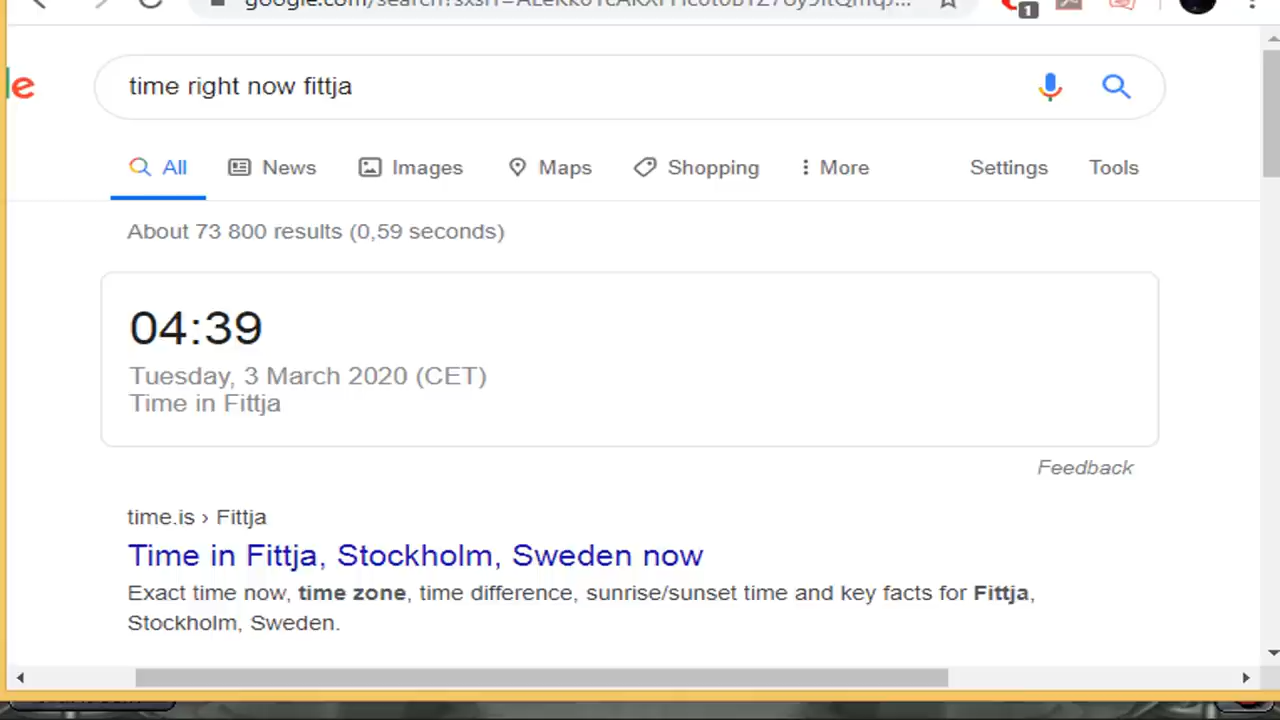 1
e
time right now fittja
All News Images Maps Shopping More Settings Tools
About 73 800 results (0,59 seconds)
04:39
Tuesday, 3 March 2020 (CET)
Time in Fittja
Feedback
time.is › Fittja
Time in Fittja, Stockholm, Sweden now
Exact time now, time zone, time difference, sunrise/sunset time and key facts for Fittja,
Stockholm, Sweden.